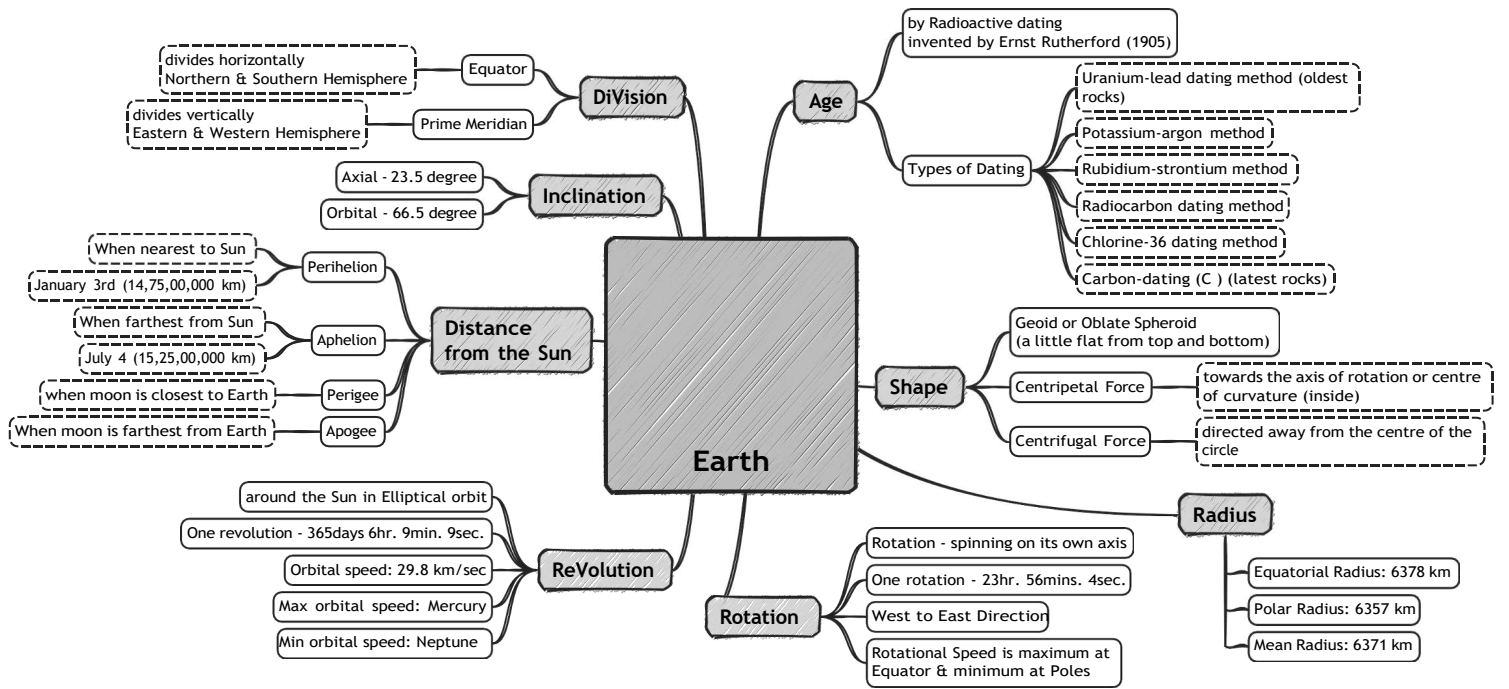 Earth
DiVision
Equator
divides horizontally
Northern & Southern Hemisphere
Prime Meridian
divides vertically
Eastern & Western Hemisphere
Inclination
Axial - 23.5 degree
Orbital - 66.5 degree
Distance
from the Sun
Perihelion
When nearest to Sun
January 3rd (14,75,00,000 km)
Aphelion
When farthest from Sun
July 4 (15,25,00,000 km)
Perigee
when moon is closest to Earth
Apogee
When moon is farthest from Earth
ReVolution
around the Sun in Elliptical orbit
One revolution - 365days 6hr. 9min. 9sec.
Orbital speed: 29.8 km/sec
Max orbital speed: Mercury
Min orbital speed: Neptune
Age
by Radioactive dating
invented by Ernst Rutherford (1905)
Types of Dating
Uranium-lead dating method (oldest
rocks)
Potassium-argon method
Rubidium-strontium method
Radiocarbon dating method
Chlorine-36 dating method
Carbon-dating (C ) (latest rocks)
Shape
Geoid or Oblate Spheroid
(a little flat from top and bottom)
Centripetal Force
towards the axis of rotation or centre
of curvature (inside)
Centrifugal Force
directed away from the centre of the
circle
Radius
Equatorial Radius: 6378 km
Polar Radius: 6357 km
Mean Radius: 6371 km
Rotation
Rotation - spinning on its own axis
One rotation - 23hr. 56mins. 4sec.
West to East Direction
Rotational Speed is maximum at
Equator & minimum at Poles